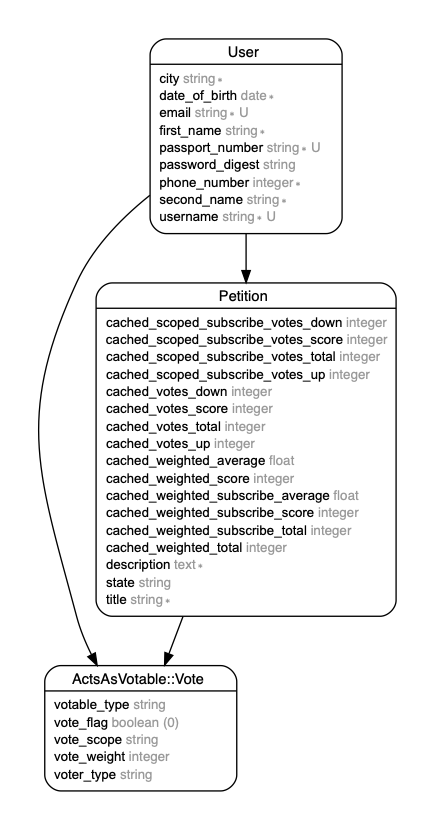 User
city string *
date_of_birth date *
email string * U
first_name string *
passport_number string * U
password_digest string
phone_number integer *
second_name string *
username string * U
Petition
cached_scoped_subscribe_votes_down integer
cached_scoped_subscribe_votes_score integer
cached_scoped_subscribe_votes_total integer
cached_scoped_subscribe_votes_up integer
cached_votes_down integer
cached_votes_score integer
cached_votes_total integer
cached_votes_up integer
cached_weighted_average float
cached_weighted_score integer
cached_weighted_subscribe_average float
cached_weighted_subscribe_score integer
cached_weighted_subscribe_total integer
cached_weighted_total integer
description text *
state string
title string *
ActsAsVotable::Vote
votable_type string
vote_flag boolean (0)
vote_scope string
vote_weight integer
voter_type string